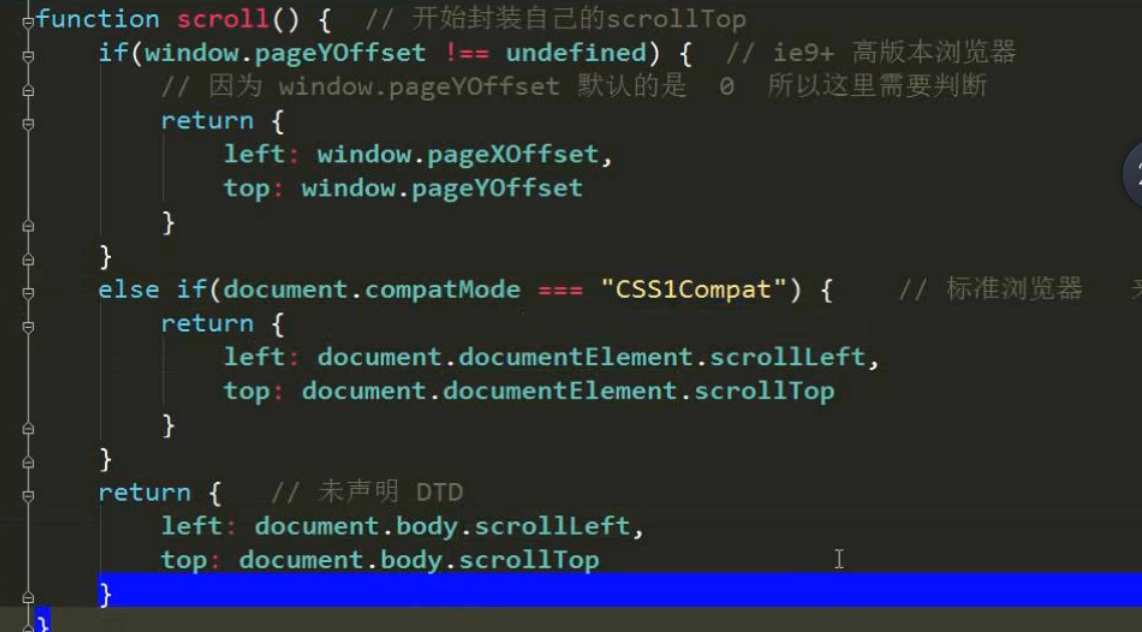 function scroll() {  // 开始封装自己的scrollTop
    if(window.pageYOffset !== undefined) {  // ie9+ 高版本浏览器
        // 因为 window.pageYOffset 默认的是  0  所以这里需要判断
        return {
            left: window.pageXOffset,
            top: window.pageYOffset
        }
    }
    else if(document.compatMode === "CSS1Compat") {    // 标准浏览器
        return {
            left: document.documentElement.scrollLeft,
            top: document.documentElement.scrollTop
        }
    }
    return {   // 未声明 DTD
        left: document.body.scrollLeft,
        top: document.body.scrollTop
    }
}